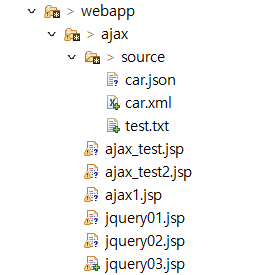 > webapp
> ajax
> source
car.json
car.xml
test.txt
ajax_test.jsp
ajax_test2.jsp
ajax1.jsp
jquery01.jsp
jquery02.jsp
jquery03.jsp